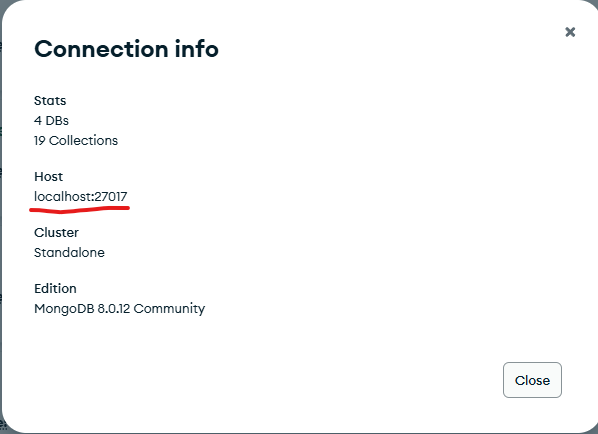 Connection info
Stats
4 DBs
19 Collections
Host
localhost:27017
Cluster
Standalone
Edition
MongoDB 8.0.12 Community
Close